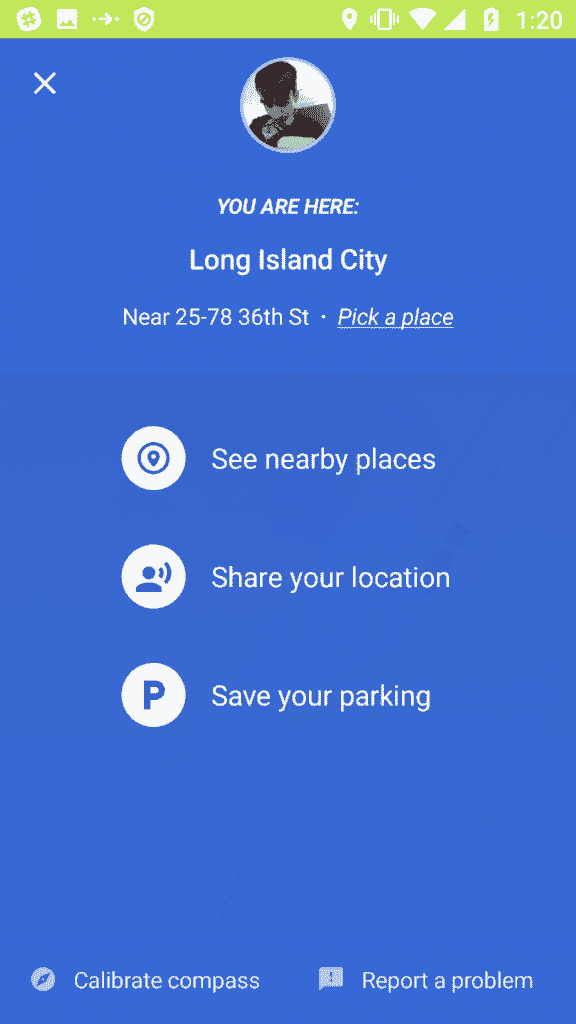 1:20
YOU ARE HERE:
Long Island City
Near 25-78 36th St · Pick a place
See nearby places
Share your location
P Save your parking
Calibrate compass Report a problem